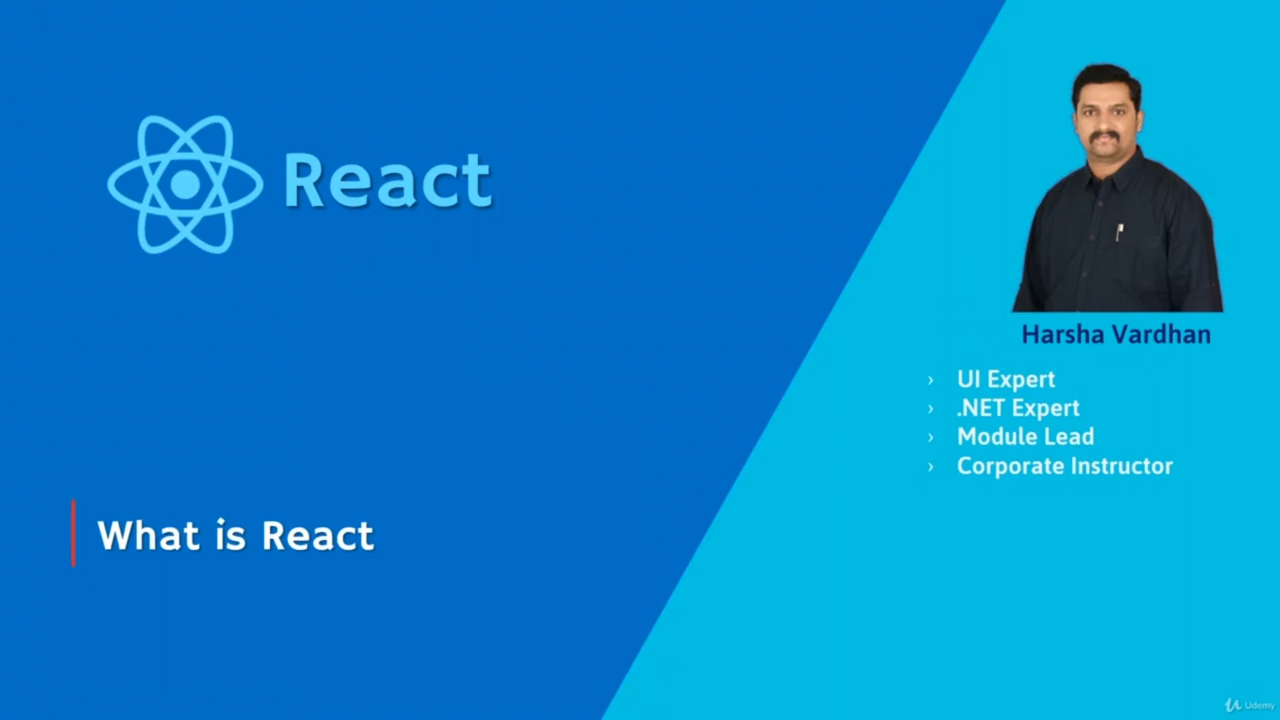 React
What is React
Harsha Vardhan
› UI Expert
› .NET Expert
› Module Lead
› Corporate Instructor
Udemy